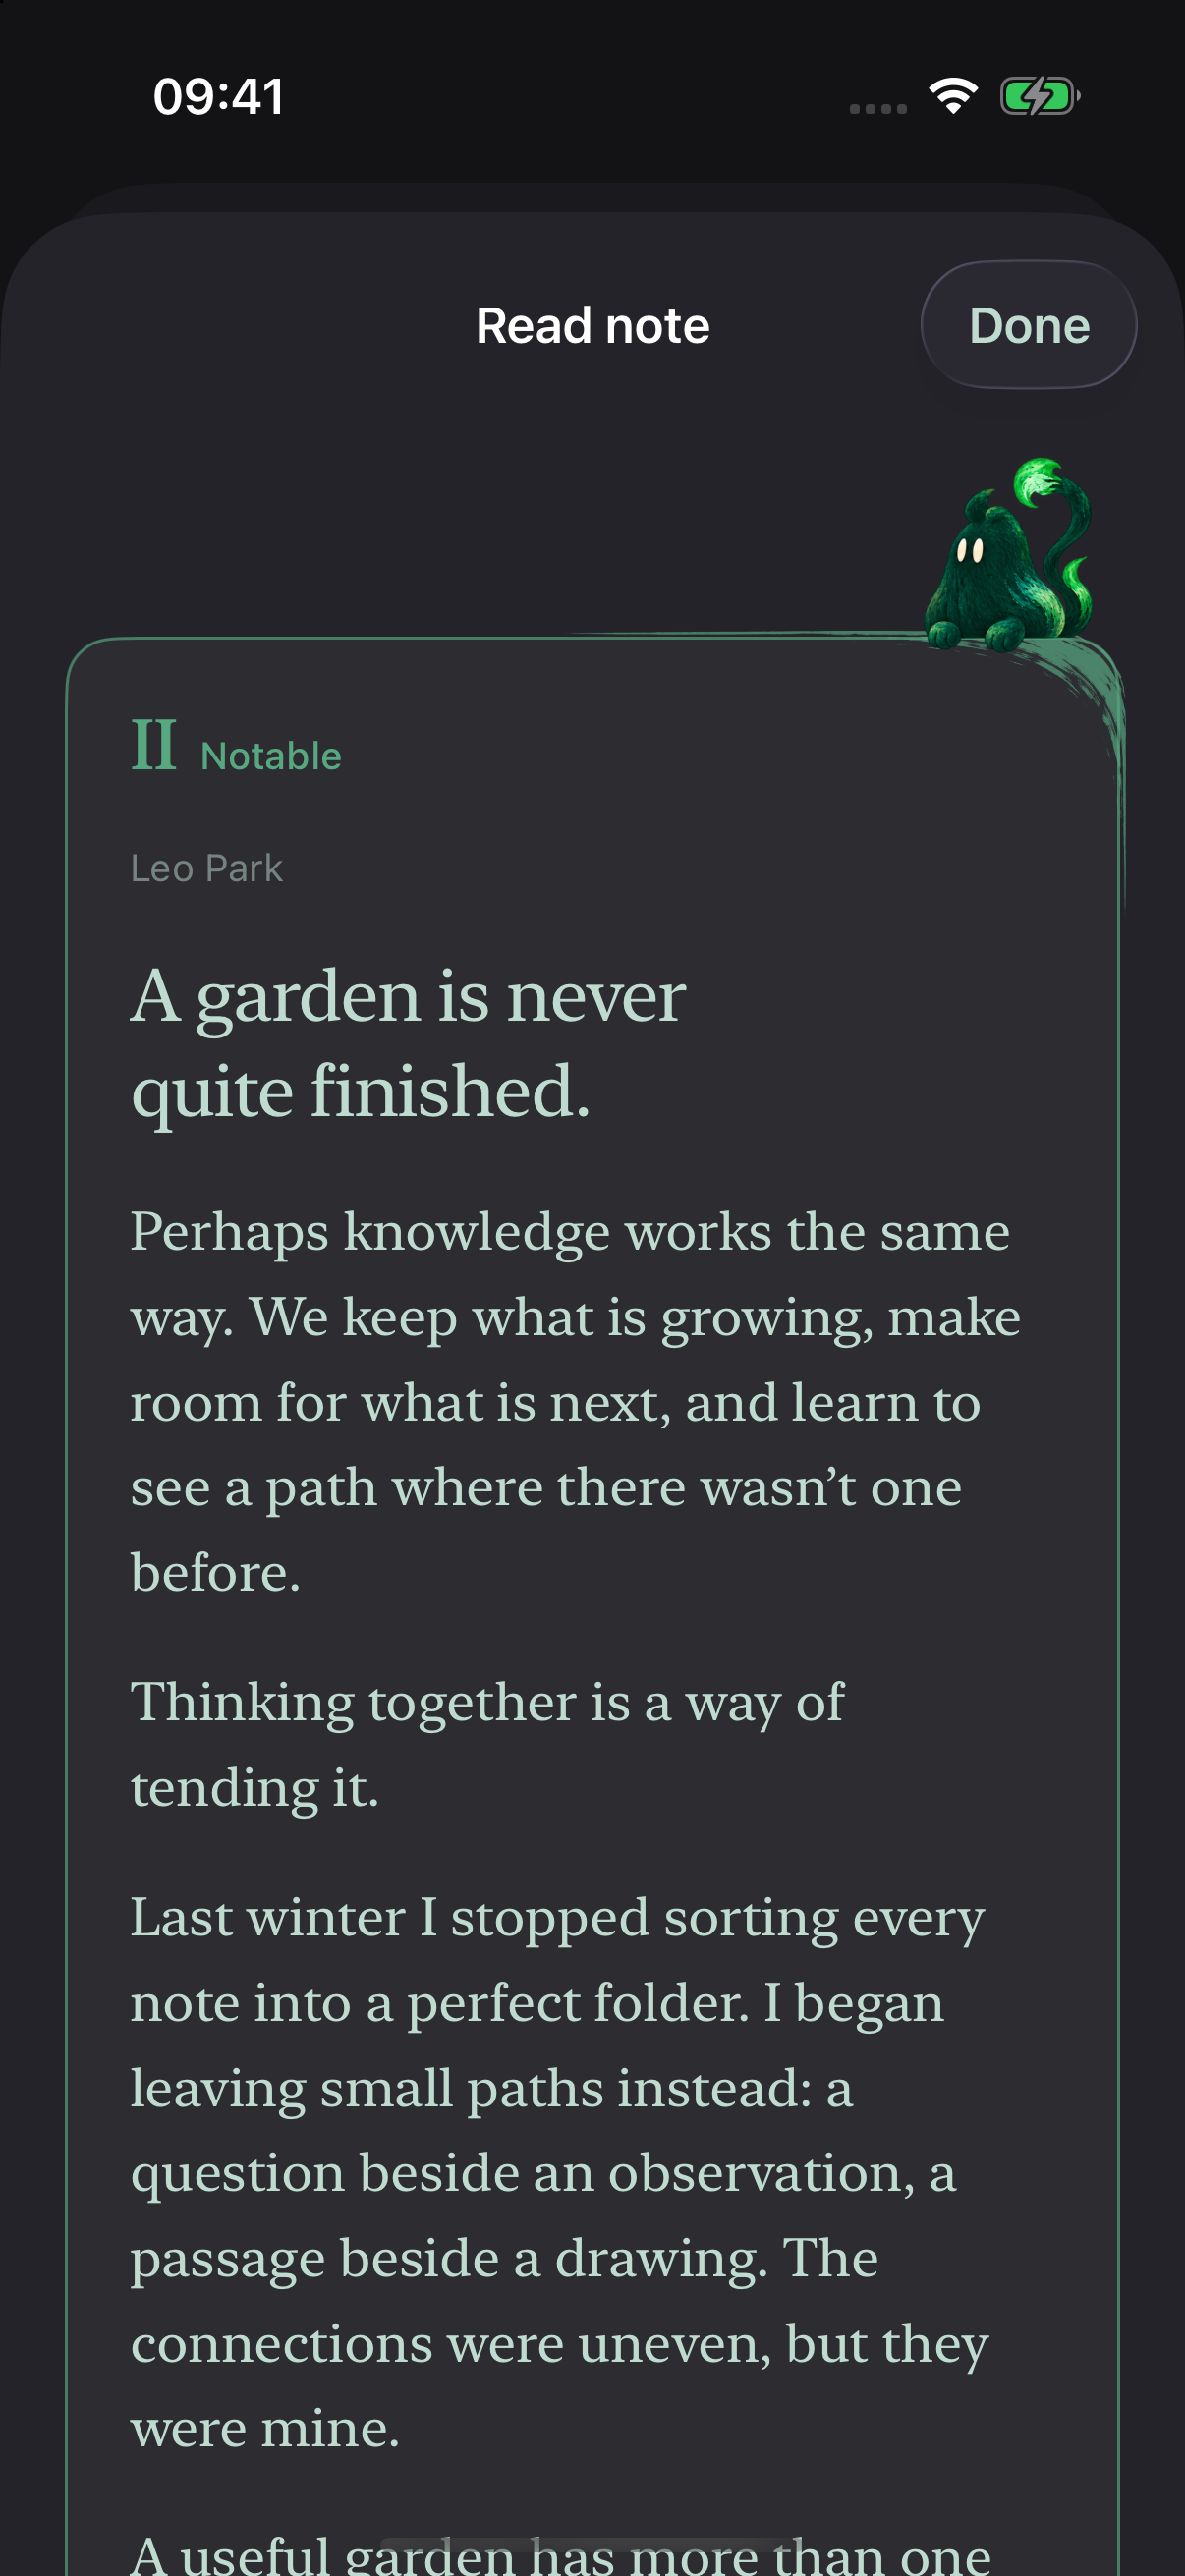 09:41
Read note
Done
II Notable
Leo Park
A garden is never
quite finished.
Perhaps knowledge works the same
way. We keep what is growing, make
room for what is next, and learn to
see a path where there wasn’t one
before.
Thinking together is a way of
tending it.
Last winter I stopped sorting every
note into a perfect folder. I began
leaving small paths instead: a
question beside an observation, a
passage beside a drawing. The
connections were uneven, but they
were mine.
A useful garden has more than one